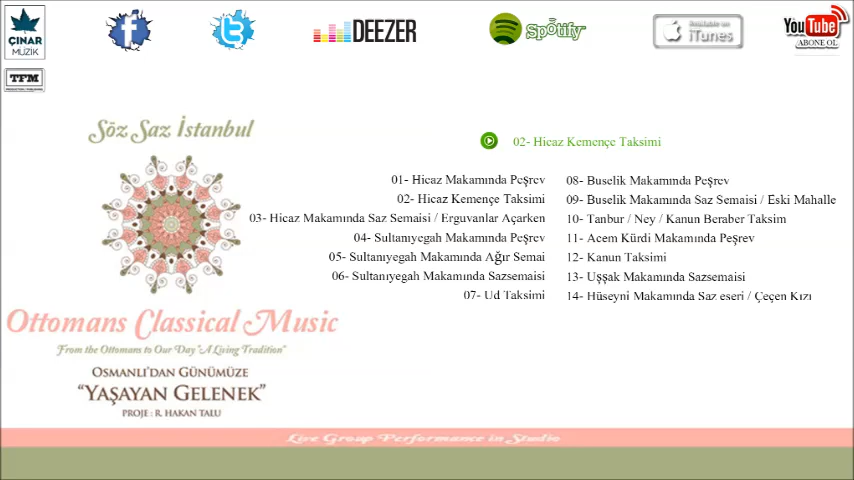 ÇINAR
MÜZİK
TFM
DEEZER
Spotify
Available on
iTunes
YouTube
ABONE OL
Söz Saz İstanbul
02- Hicaz Kemençe Taksimi
01- Hicaz Makamında Peşrev
02- Hicaz Kemençe Taksimi
03- Hicaz Makamında Saz Semaisi / Erguvanlar Açarken
04- Sultanıyegah Makamında Peşrev
05- Sultanıyegah Makamında Ağır Semai
06- Sultanıyegah Makamında Sazsemaisi
07- Ud Taksimi
08- Buselik Makamında Peşrev
09- Buselik Makamında Saz Semaisi / Eski Mahalle
10- Tanbur / Ney / Kanun Beraber Taksim
11- Acem Kürdi Makamında Peşrev
12- Kanun Taksimi
13- Uşşak Makamında Sazsemaisi
14- Hüseyni Makamında Saz eseri / Çeçen Kızı
Ottomans Classical Music
From the Ottomans to Our Day "A Living Tradition"
OSMANLI'DAN GÜNÜMÜZE
"YAŞAYAN GELENEK"
PROJE : R. HAKAN TALU
Live Group Performance in Studio